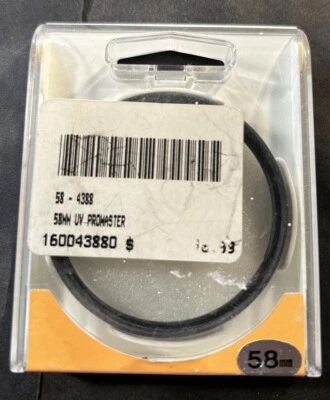 58 - 4388
58MM UV PROMASTER
160043880 $
58mm